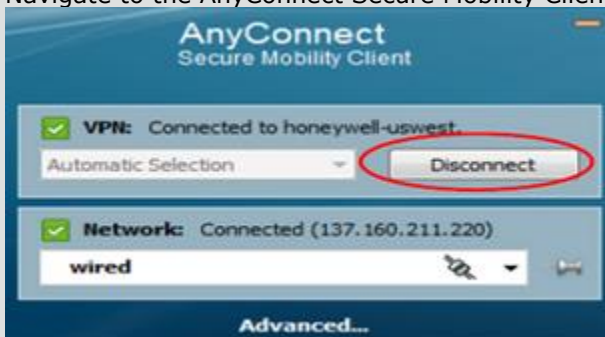 Navigate to the AnyConnect Secure Mobility Clien
AnyConnect
Secure Mobility Client
VPN: Connected to honeywell-uswest.
Automatic Selection Disconnect
Network: Connected (137.160.211.220)
wired
Advanced...